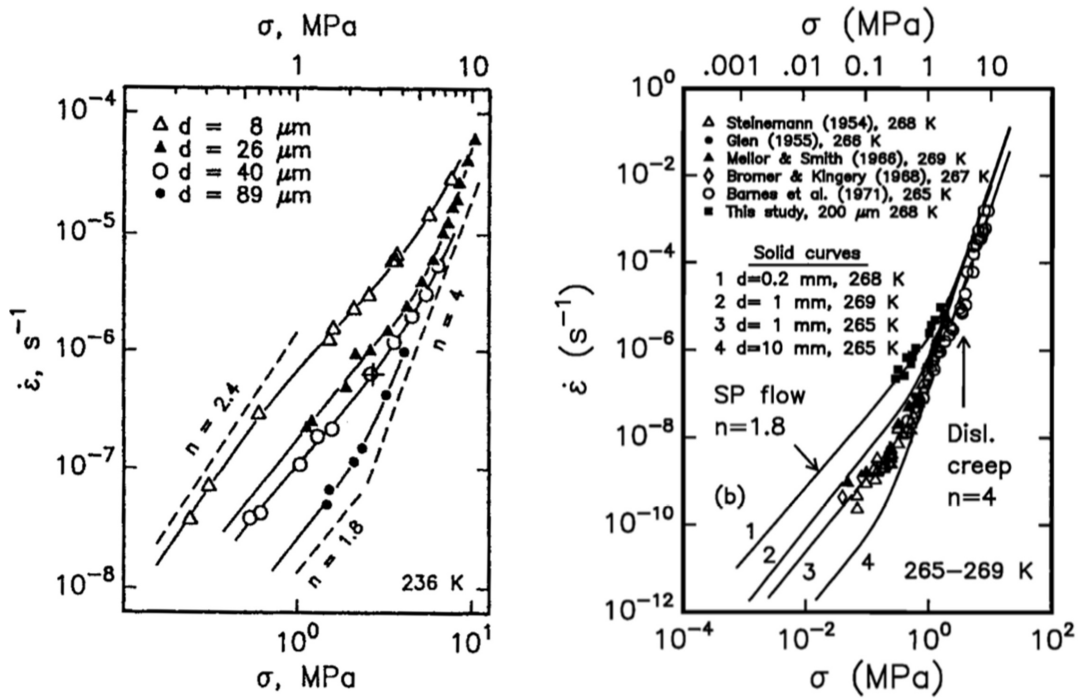 σ, MPa
1 10
10⁻⁴
10⁻⁵
10⁻⁶
10⁻⁷
10⁻⁸
ε̇, s⁻¹
△ d = 8 μm
▲ d = 26 μm
○ d = 40 μm
● d = 89 μm
n = 2.4
n = 4
n = 1.8
236 K
10⁰ 10¹
σ, MPa
σ (MPa)
.001 .01 0.1 1 10
10⁰
10⁻²
10⁻⁴
10⁻⁶
10⁻⁸
10⁻¹⁰
10⁻¹²
ε̇ (s⁻¹)
△ Steinemann (1954), 268 K
● Glen (1955), 266 K
▲ Mellor & Smith (1966), 269 K
◇ Bromer & Kingery (1968), 267 K
○ Barnes et al. (1971), 265 K
■ This study, 200 μm 268 K
Solid curves
1 d=0.2 mm, 268 K
2 d= 1 mm, 269 K
3 d= 1 mm, 265 K
4 d=10 mm, 265 K
SP flow
n=1.8
Disl.
creep
n=4
(b)
1
2
3
4
265−269 K
10⁻⁴ 10⁻² 10⁰ 10²
σ (MPa)